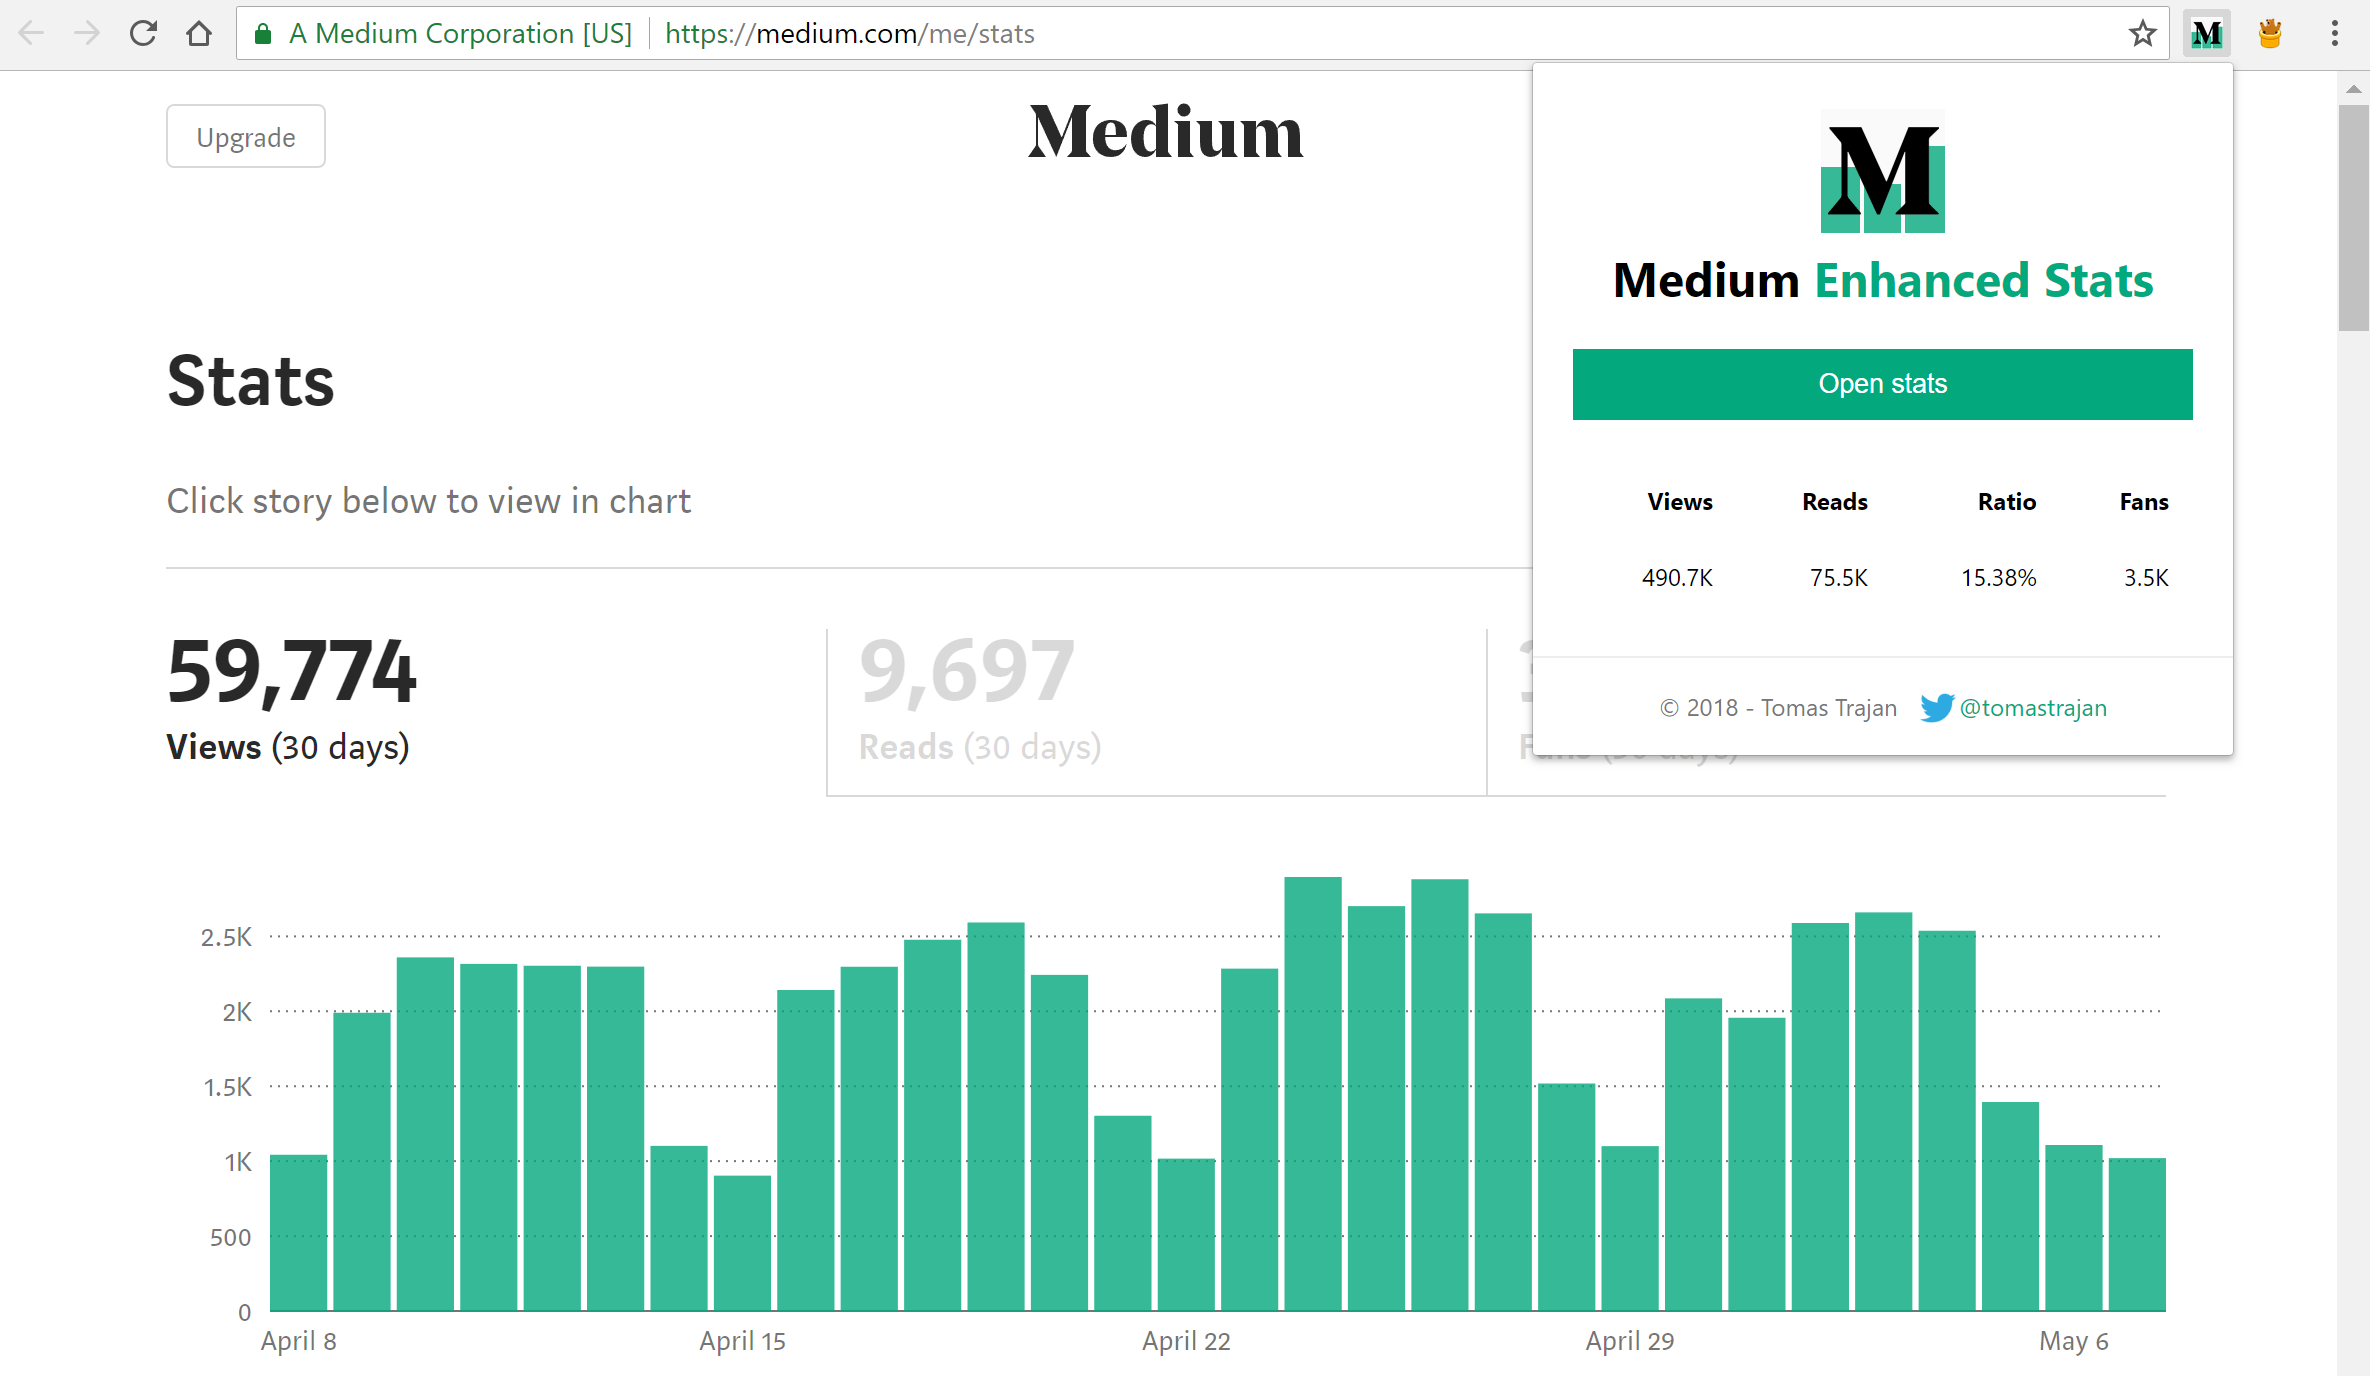 A Medium Corporation [US] https://medium.com/me/stats
M
Upgrade
Medium
M
Medium Enhanced Stats
Open stats
Views Reads Ratio Fans
490.7K 75.5K 15.38% 3.5K
© 2018 - Tomas Trajan @tomastrajan
Stats
Click story below to view in chart
59,774
Views (30 days)
9,697
Reads (30 days)
2.5K
2K
1.5K
1K
500
0
April 8 April 15 April 22 April 29 May 6